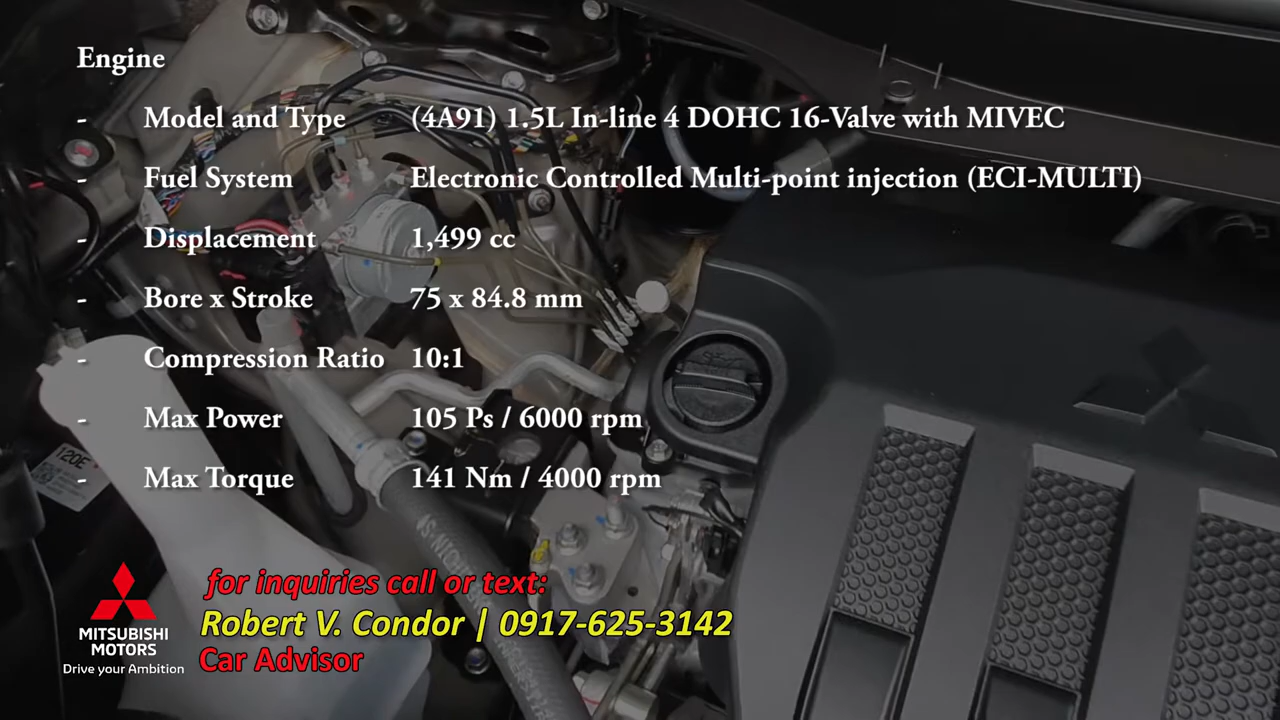 Engine
- Model and Type (4A91) 1.5L In-line 4 DOHC 16-Valve with MIVEC
- Fuel System Electronic Controlled Multi-point injection (ECI-MULTI)
- Displacement 1,499 cc
- Bore x Stroke 75 x 84.8 mm
- Compression Ratio 10:1
- Max Power 105 Ps / 6000 rpm
- Max Torque 141 Nm / 4000 rpm
120E
for inquiries call or text:
Robert V. Condor | 0917-625-3142
Car Advisor
MITSUBISHI
MOTORS
Drive your Ambition